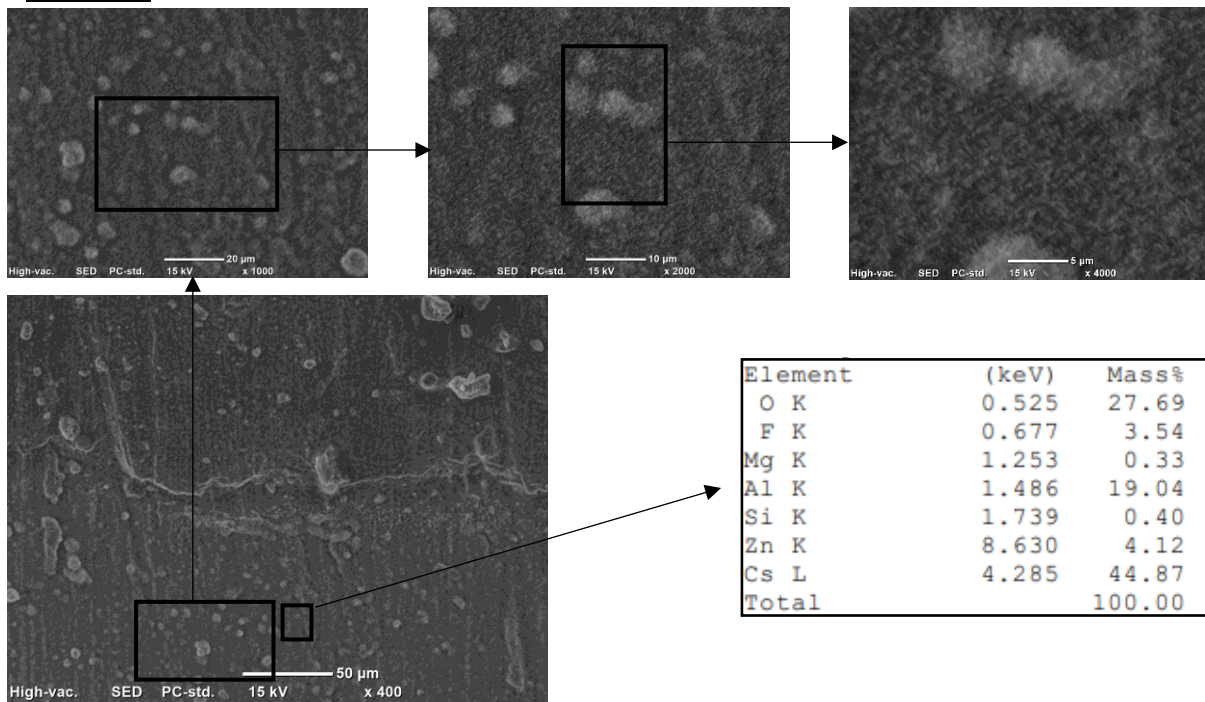 20 µm
High-vac. SED PC-std. 15 kV x 1000
10 µm
High-vac. SED PC-std. 15 kV x 2000
5 µm
High-vac. SED PC-std. 15 kV x 4000
50 µm
High-vac. SED PC-std. 15 kV x 400
Element (keV) Mass%
O K 0.525 27.69
F K 0.677 3.54
Mg K 1.253 0.33
Al K 1.486 19.04
Si K 1.739 0.40
Zn K 8.630 4.12
Cs L 4.285 44.87
Total 100.00